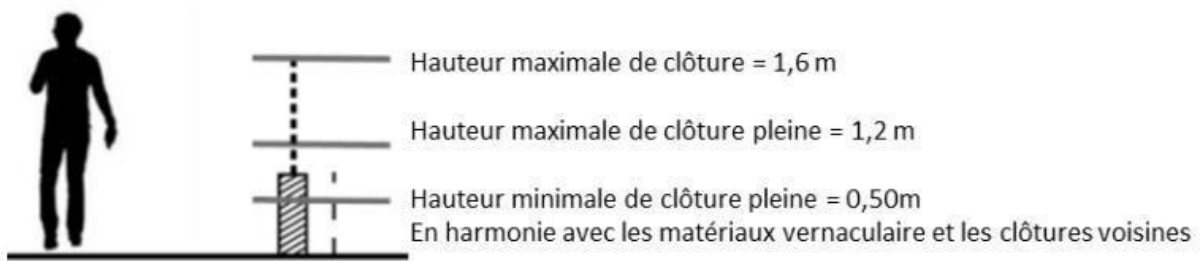 Hauteur maximale de clôture = 1,6 m
Hauteur maximale de clôture pleine = 1,2 m
Hauteur minimale de clôture pleine = 0,50m
En harmonie avec les matériaux vernaculaire et les clôtures voisines